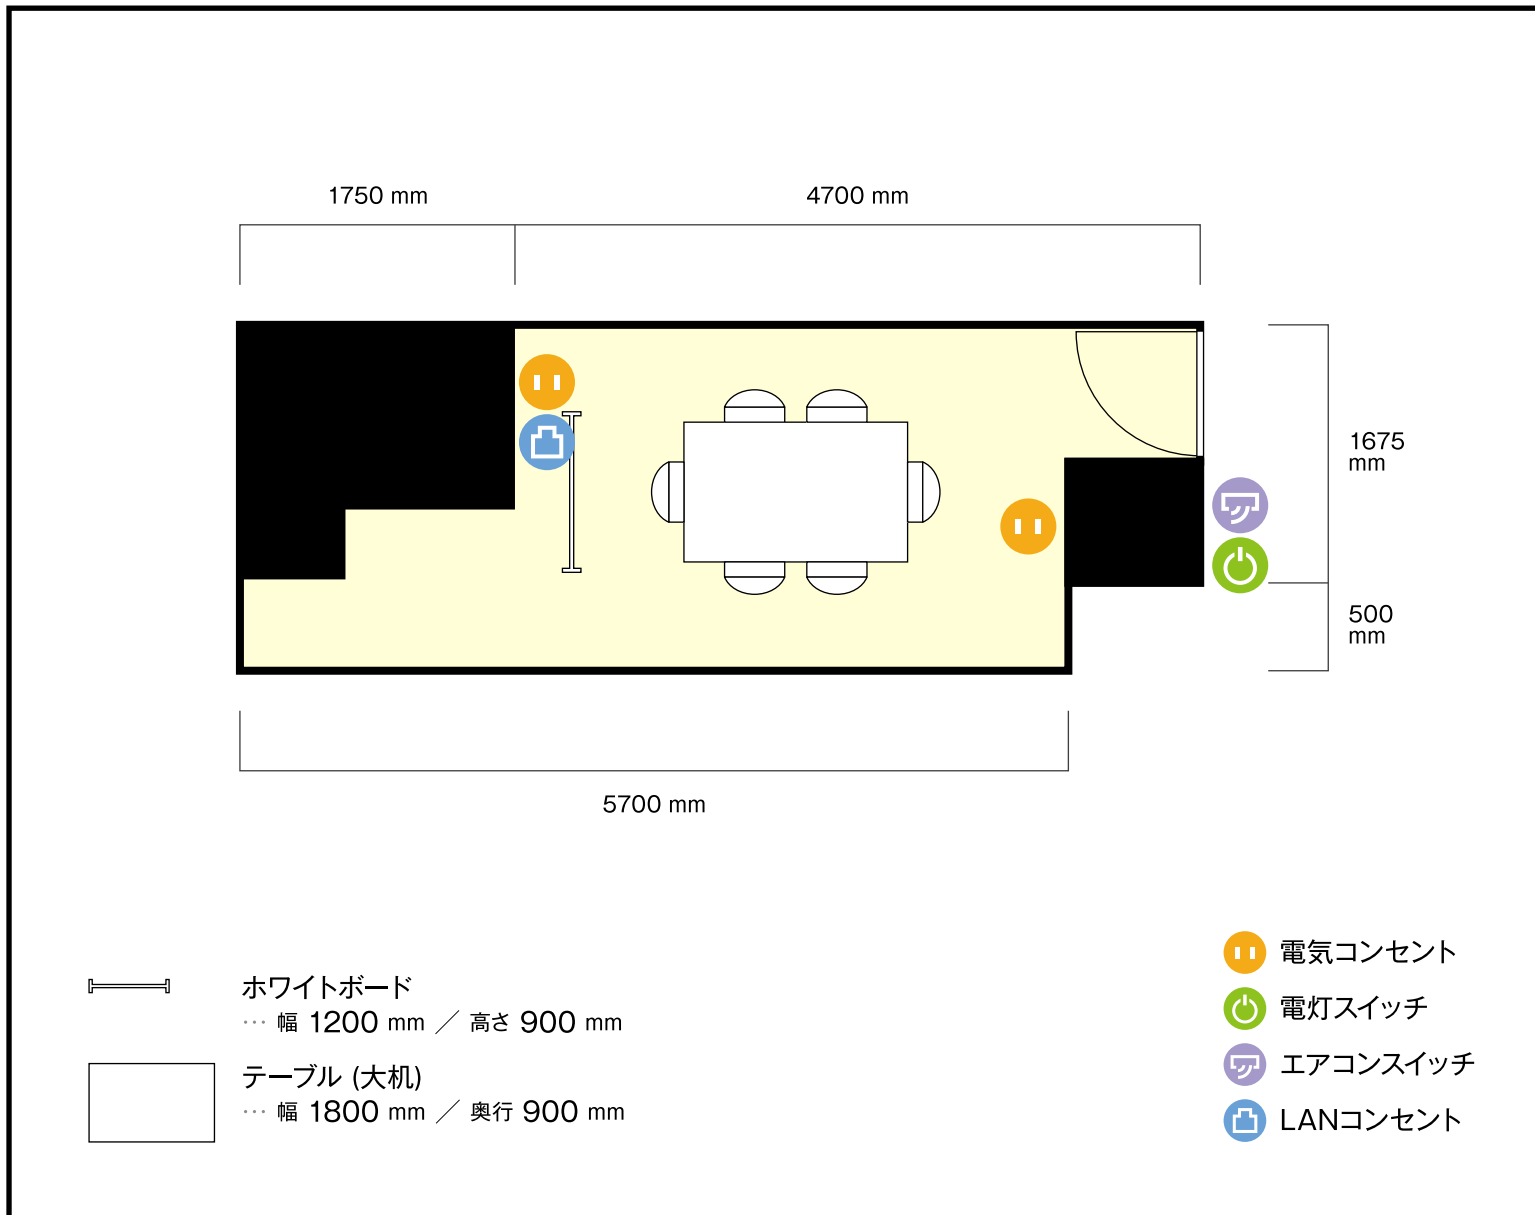 1750 mm
4700 mm
1675
mm
500
mm
5700 mm
ホワイトボード
… 幅 1200 mm ／ 高さ 900 mm
テーブル (大机)
… 幅 1800 mm ／ 奥行 900 mm
電気コンセント
電灯スイッチ
エアコンスイッチ
LANコンセント